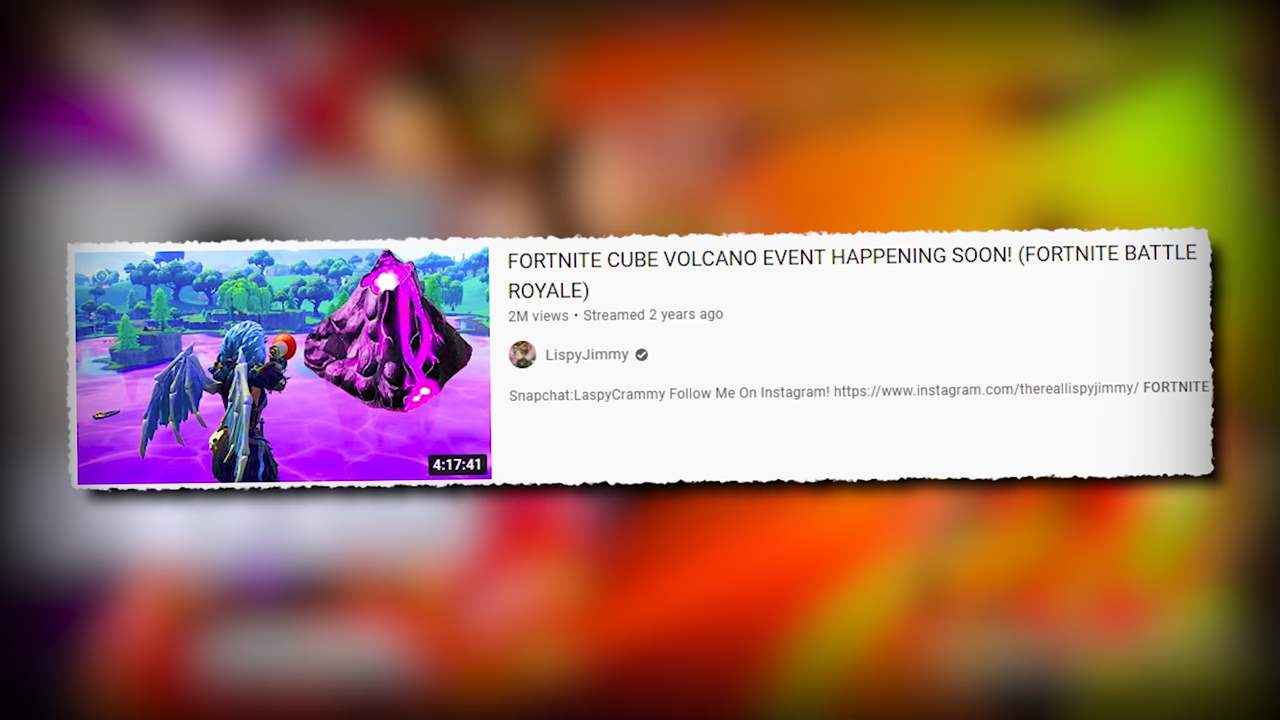 FORTNITE CUBE VOLCANO EVENT HAPPENING SOON! (FORTNITE BATTLE
ROYALE)
2M views • Streamed 2 years ago
LispyJimmy
Snapchat:LaspyCrammy Follow Me On Instagram! https://www.instagram.com/thereallispyjimmy/ FORTNITE
4:17:41